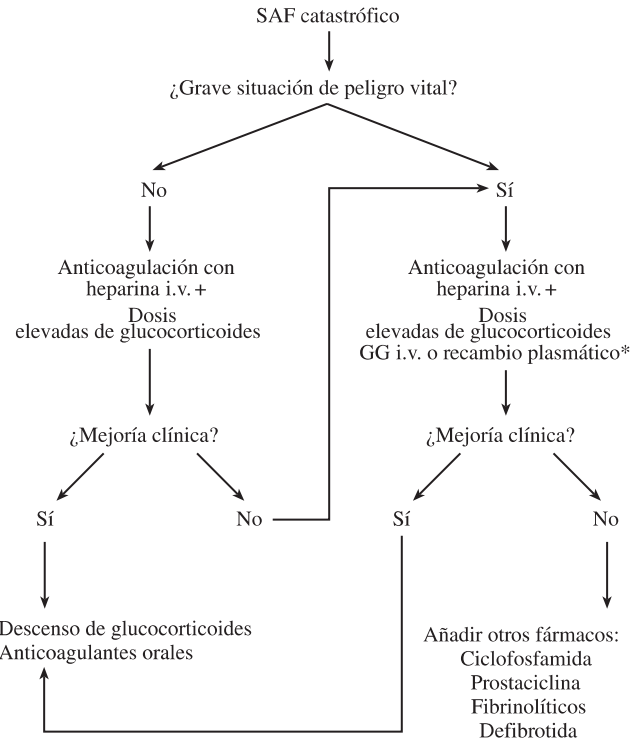 SAF catastrófico
¿Grave situación de peligro vital?
No
Sí
Anticoagulación con
heparina i.v. +
Dosis
elevadas de glucocorticoides
Anticoagulación con
heparina i.v. +
Dosis
elevadas de glucocorticoides
GG i.v. o recambio plasmático*
¿Mejoría clínica?
¿Mejoría clínica?
Sí
No
Sí
No
Descenso de glucocorticoides
Anticoagulantes orales
Añadir otros fármacos:
Ciclofosfamida
Prostaciclina
Fibrinolíticos
Defibrotida